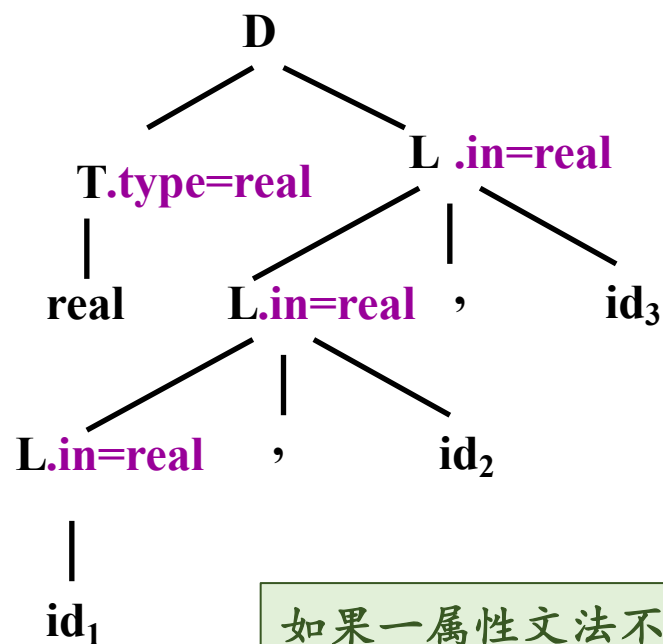 D
T.type=real L .in=real
real L.in=real , id₃
L.in=real , id₂
id₁
如果一属性文法不